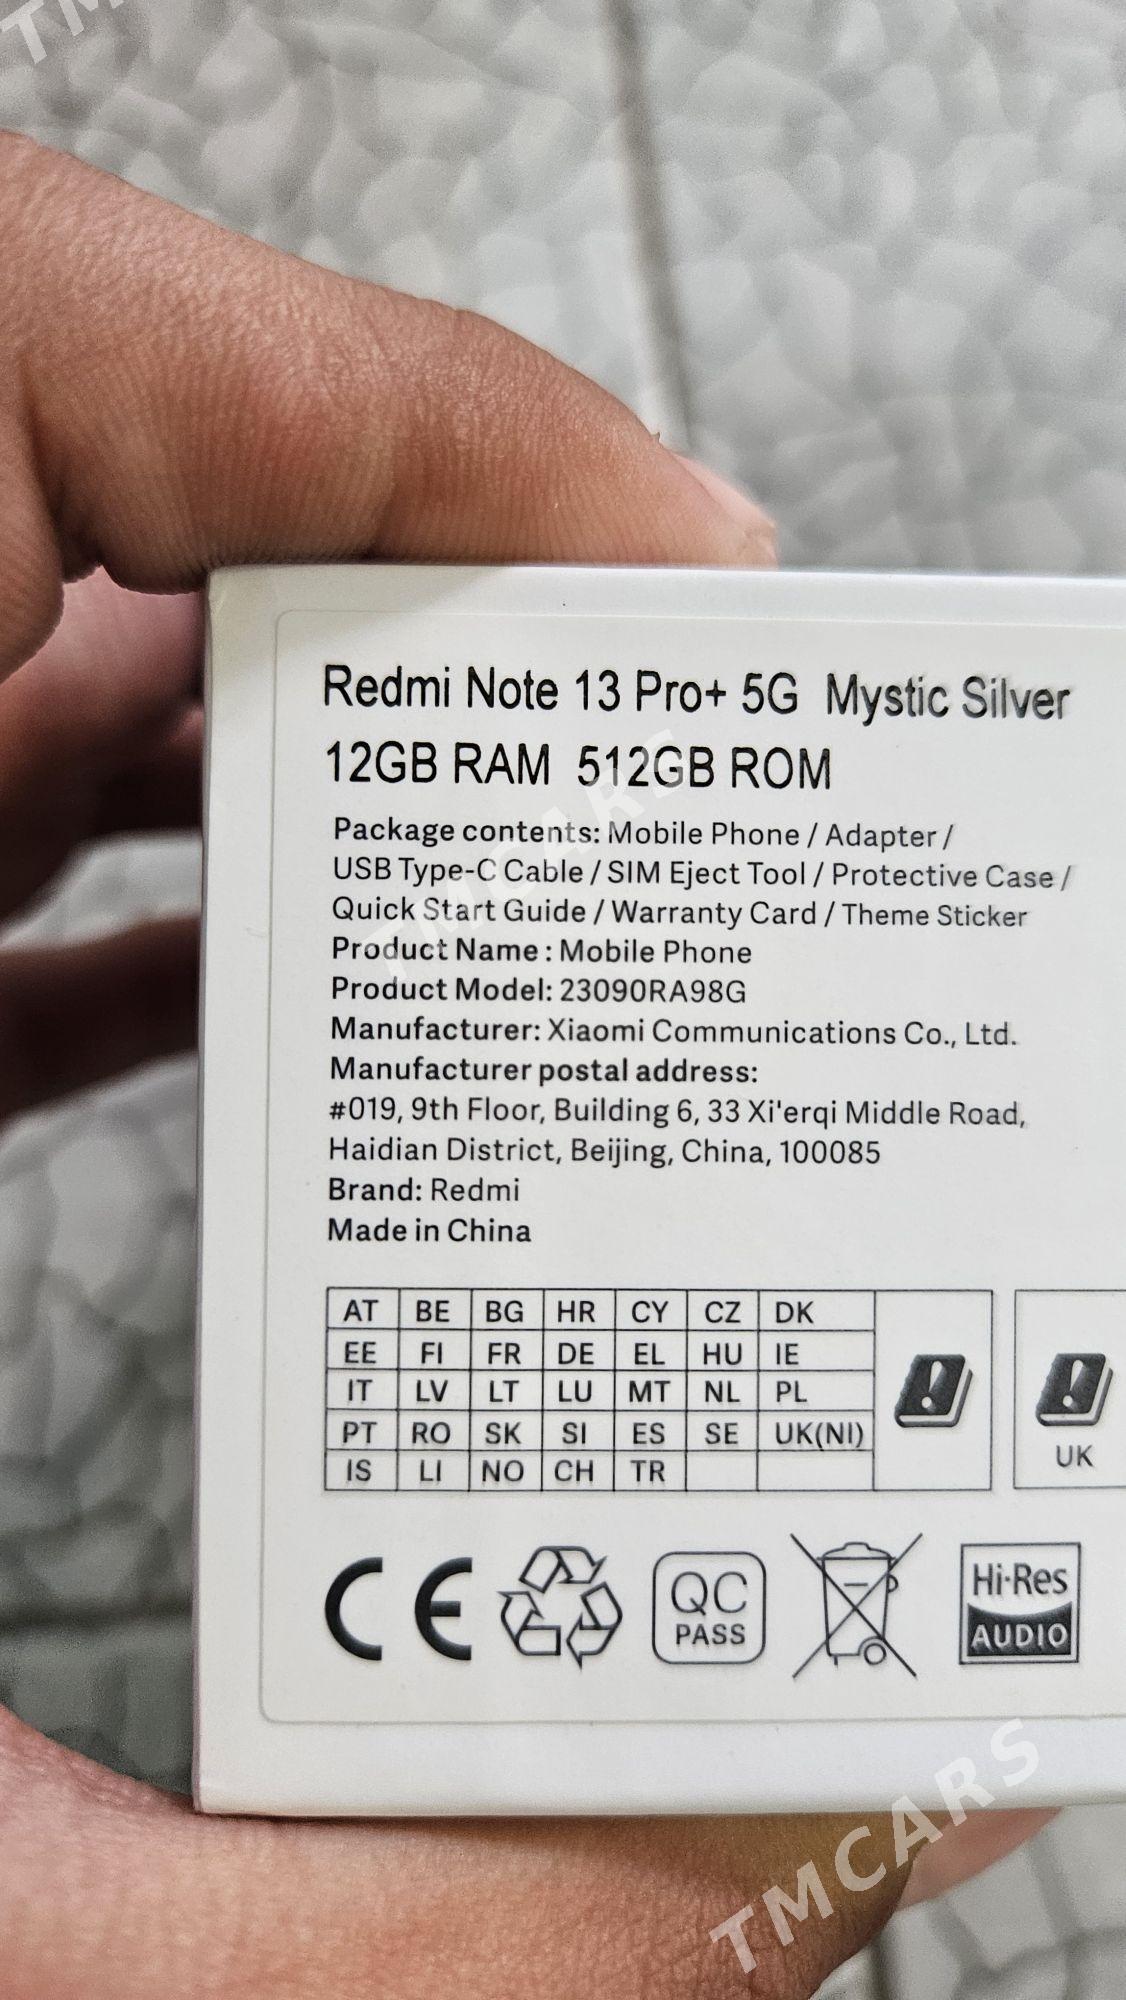 TM
Redmi Note 13 Pro+ 5G Mystic Silver
12GB RAM 512GB ROM
Package contents: Mobile Phone / Adapter /
USB Type-C Cable / SIM Eject Tool / Protective Case /
Quick Start Guide / Warranty Card / Theme Sticker
Product Name : Mobile Phone
Product Model: 23090RA98G
Manufacturer: Xiaomi Communications Co., Ltd.
Manufacturer postal address:
#019, 9th Floor, Building 6, 33 Xi'erqi Middle Road,
Haidian District, Beijing, China, 100085
Brand: Redmi
Made in China
TMCARS
AT BE BG HR CY CZ DK
EE FI FR DE EL HU IE
IT LV LT LU MT NL PL
PT RO SK SI ES SE UK(NI)
IS LI NO CH TR
UK
CE
QC
PASS
Hi-Res
AUDIO
TMCARS